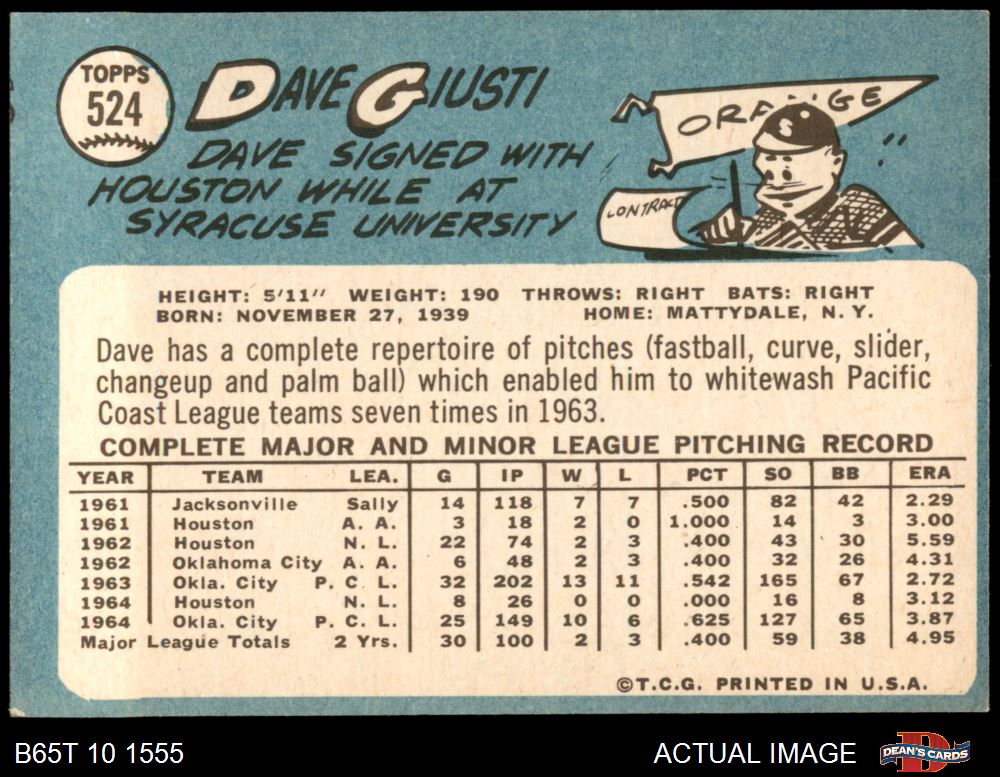 TOPPS
524
DAVE GIUSTI
DAVE SIGNED WITH
HOUSTON WHILE AT
SYRACUSE UNIVERSITY
ORANGE
S
CONTRACT
HEIGHT: 5'11" WEIGHT: 190 THROWS: RIGHT BATS: RIGHT
BORN: NOVEMBER 27, 1939 HOME: MATTYDALE, N. Y.
Dave has a complete repertoire of pitches (fastball, curve, slider,
changeup and palm ball) which enabled him to whitewash Pacific
Coast League teams seven times in 1963.
COMPLETE MAJOR AND MINOR LEAGUE PITCHING RECORD
YEAR TEAM LEA. G IP W L PCT SO BB ERA
1961 Jacksonville Sally 14 118 7 7 .500 82 42 2.29
1961 Houston A. A. 3 18 2 0 1.000 14 3 3.00
1962 Houston N. L. 22 74 2 3 .400 43 30 5.59
1962 Oklahoma City A. A. 6 48 2 3 .400 32 26 4.31
1963 Okla. City P. C. L. 32 202 13 11 .542 165 67 2.72
1964 Houston N. L. 8 26 0 0 .000 16 8 3.12
1964 Okla. City P. C. L. 25 149 10 6 .625 127 65 3.87
Major League Totals 2 Yrs. 30 100 2 3 .400 59 38 4.95
©T.C.G. PRINTED IN U.S.A.
B65T 10 1555
ACTUAL IMAGE
DEAN'S CARDS